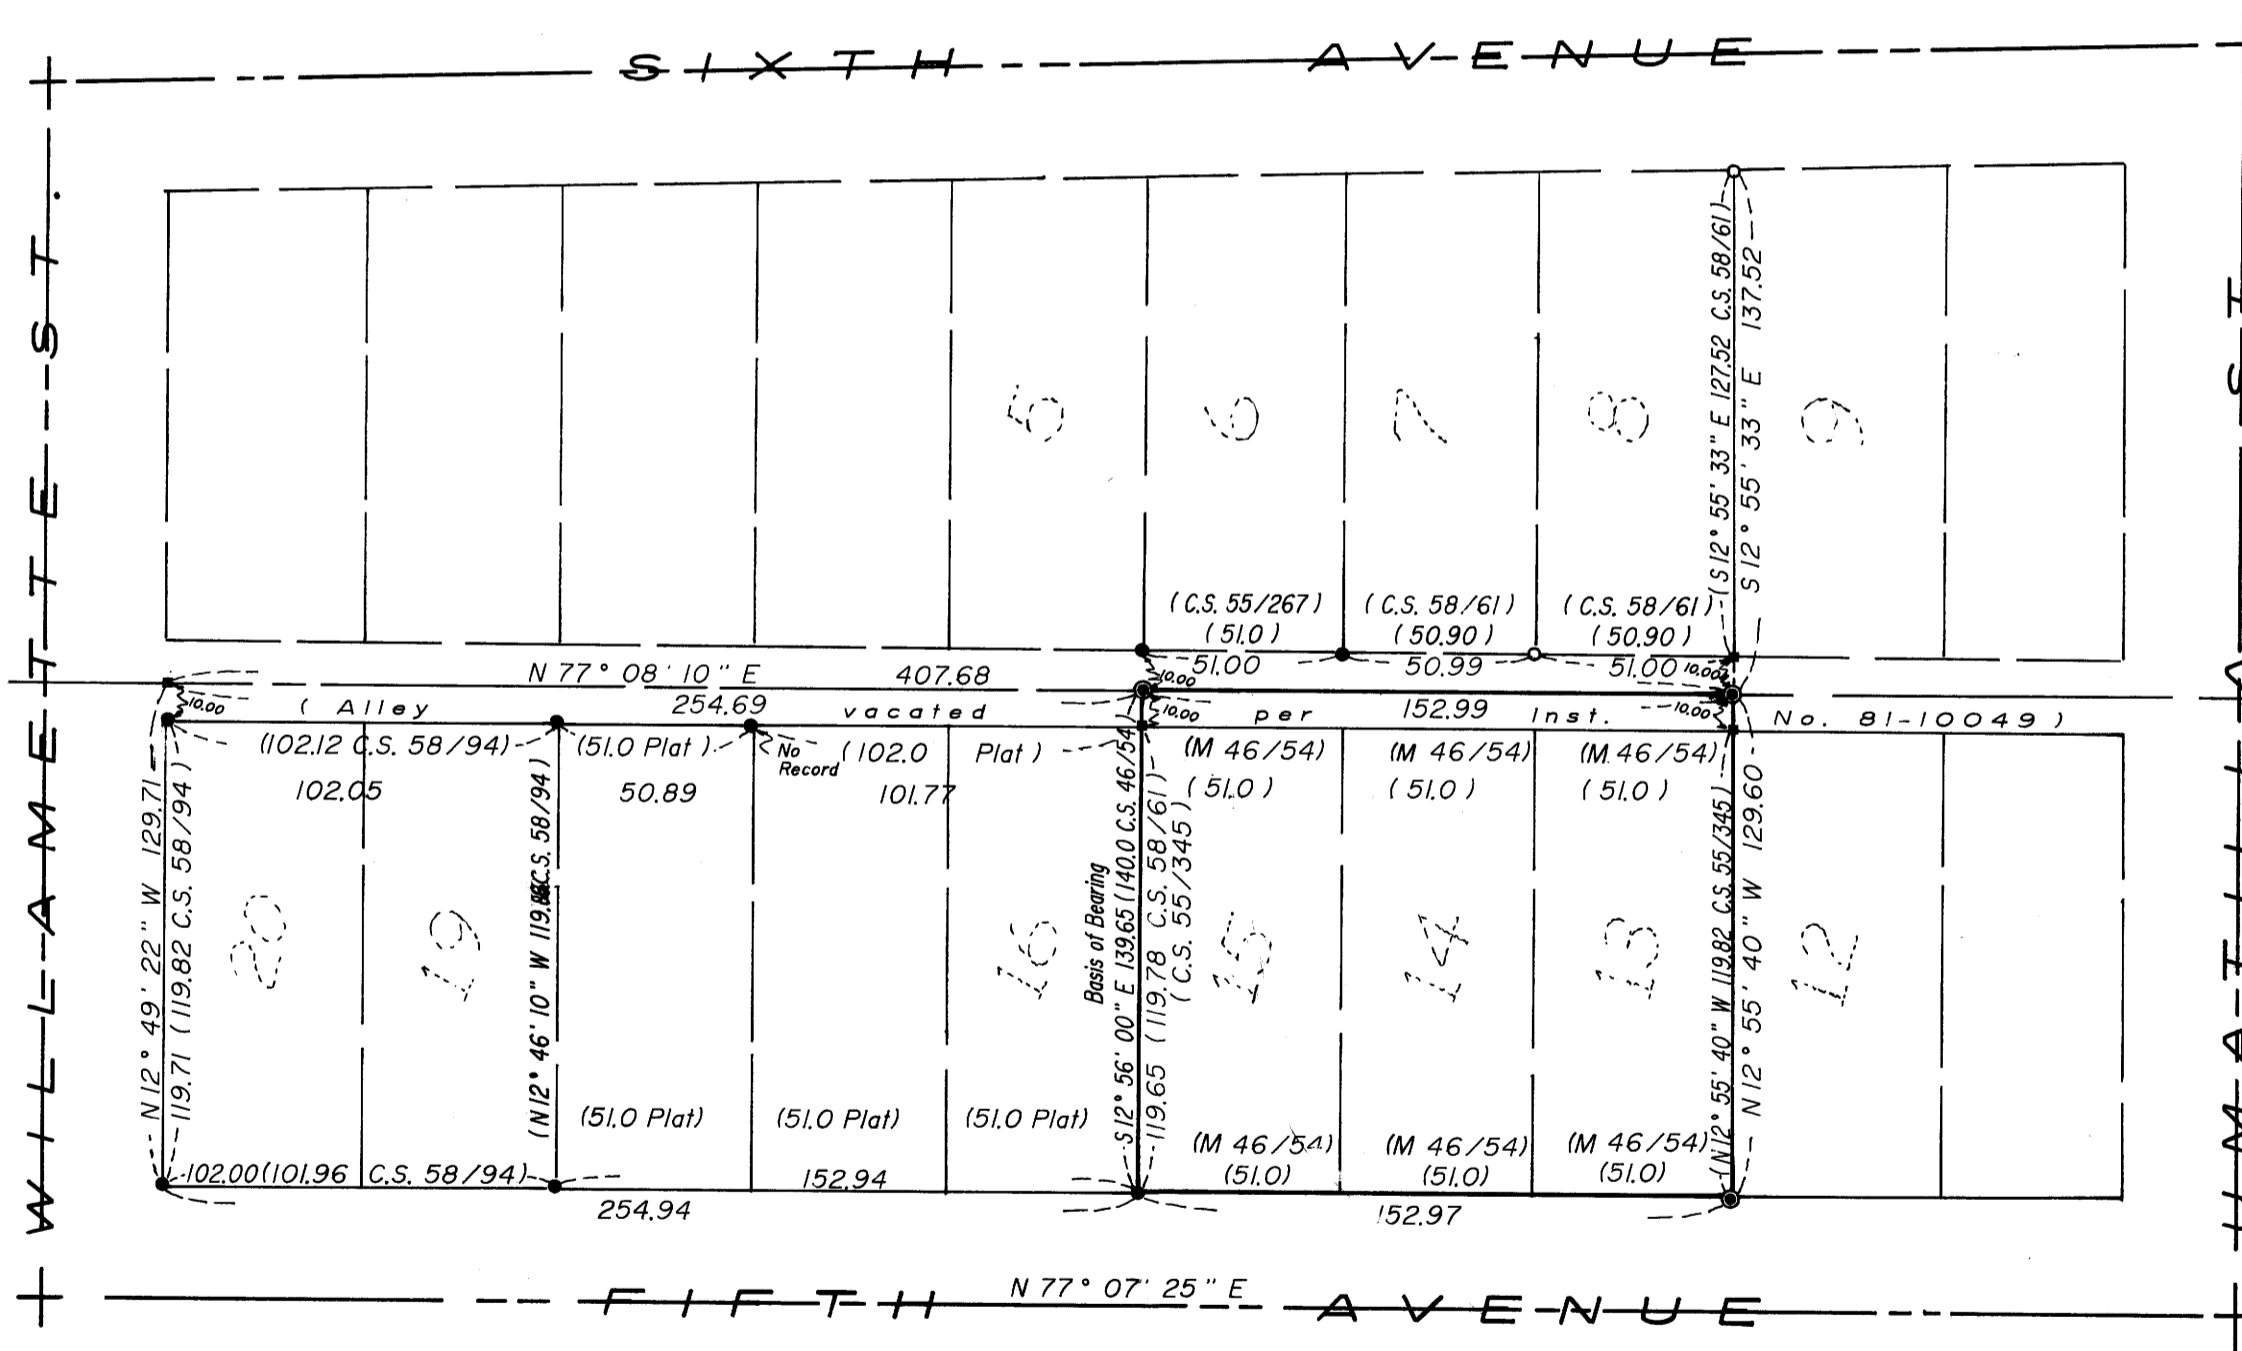 SIXTH AVENUE
WILLAMETTE ST.
5
6
7
8
9
(S12° 55' 33" E 127.52 C.S. 58/61)
S12° 55' 33" E 137.52
(C.S. 55/267)
(C.S. 58/61)
(C.S. 58/61)
(51.0)
(50.90)
(50.90)
51.00
50.99
51.00
10.00
10.00
N 77° 08' 10" E 407.68
254.69
152.99
10.00
10.00
10.00
(Alley vacated per Inst. No. 81-10049)
(102.12 C.S. 58/94)
(51.0 Plat)
No
Record
(102.0 Plat)
(M 46/54)
(M 46/54)
(M 46/54)
102.05
50.89
101.77
(51.0)
(51.0)
(51.0)
N12° 49' 22" W 129.71
119.71 (119.82 C.S. 58/94)
(N12° 46' 10" W C.S. 58/94)
Basis of Bearing
S12° 56' 00" E 139.65 (140.0 C.S. 46/54)
119.65 (119.78 C.S. 58/61)
(C.S. 55/345)
(N12° 55' 40" W 119.82 C.S. 55/345)
N12° 55' 40" W 129.60
20
19
16
15
14
13
12
(51.0 Plat)
(51.0 Plat)
(51.0 Plat)
(M 46/54)
(M 46/54)
(M 46/54)
(51.0)
(51.0)
(51.0)
102.00 (101.96 C.S. 58/94)
152.94
254.94
152.97
N 77° 07' 25" E
FIFTH AVENUE